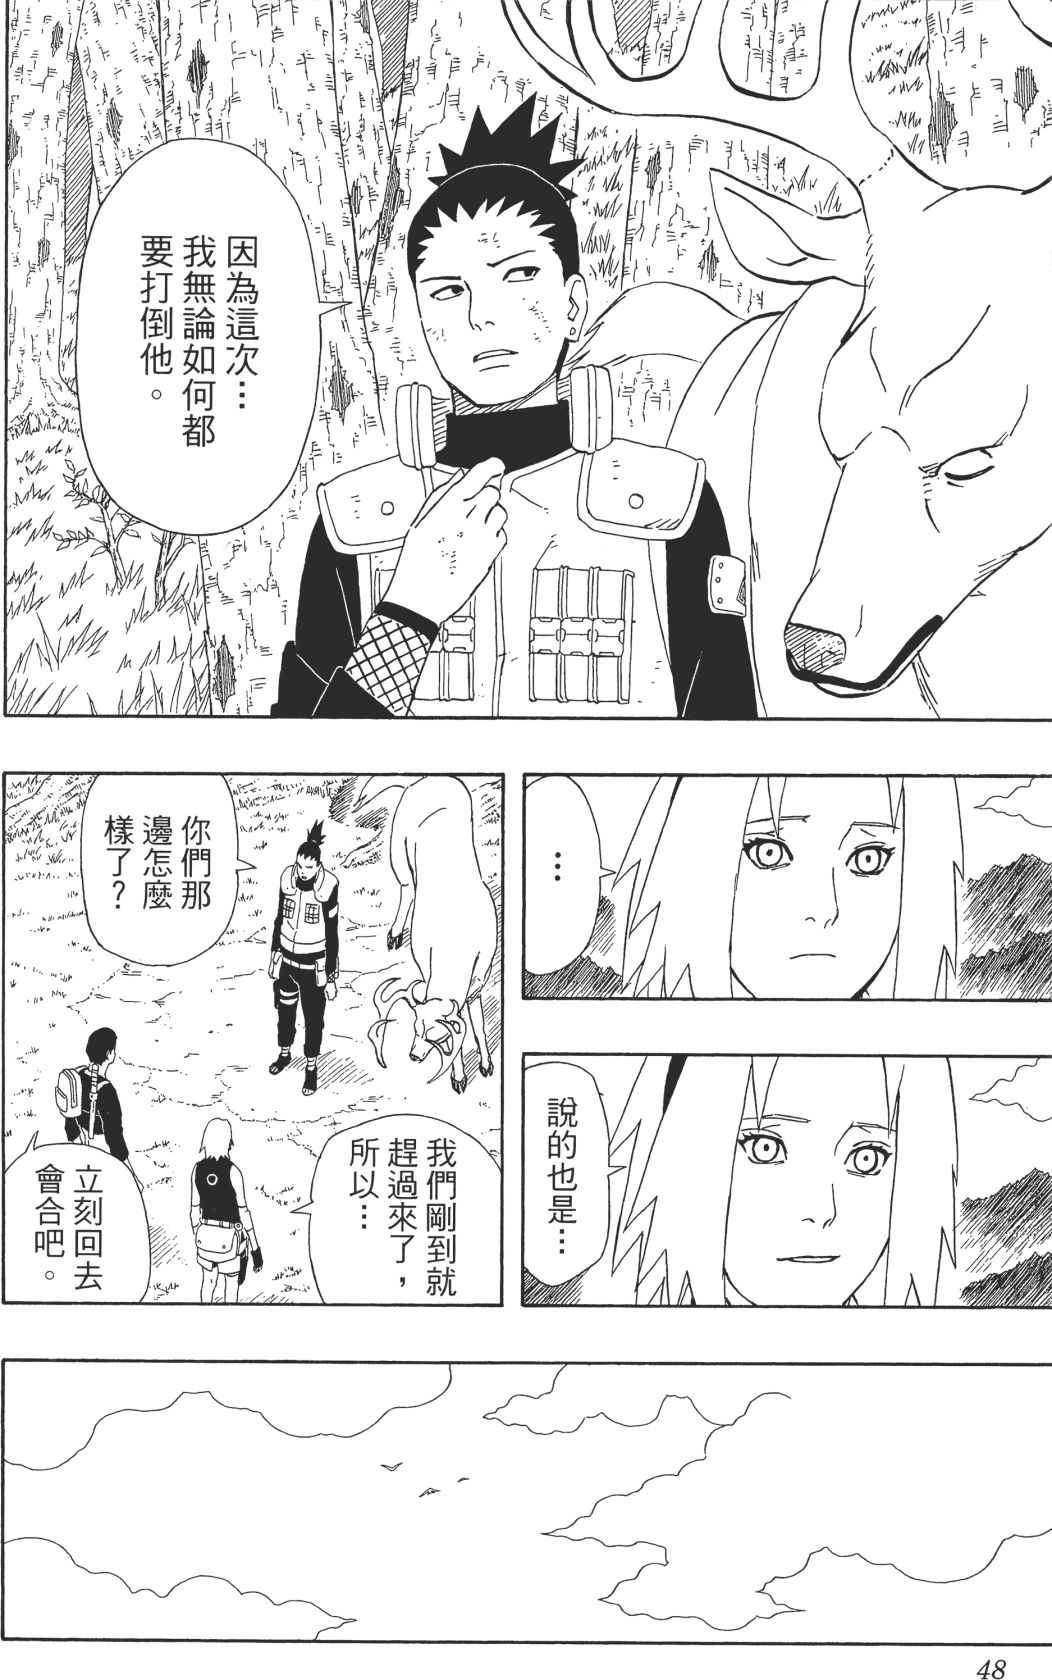 因為這次…
我無論如何都
要打倒他。
…
說的也是…
你們那
邊怎麼
樣了?
我們剛到就
趕過來了，
所以…
立刻回去
會合吧。
48